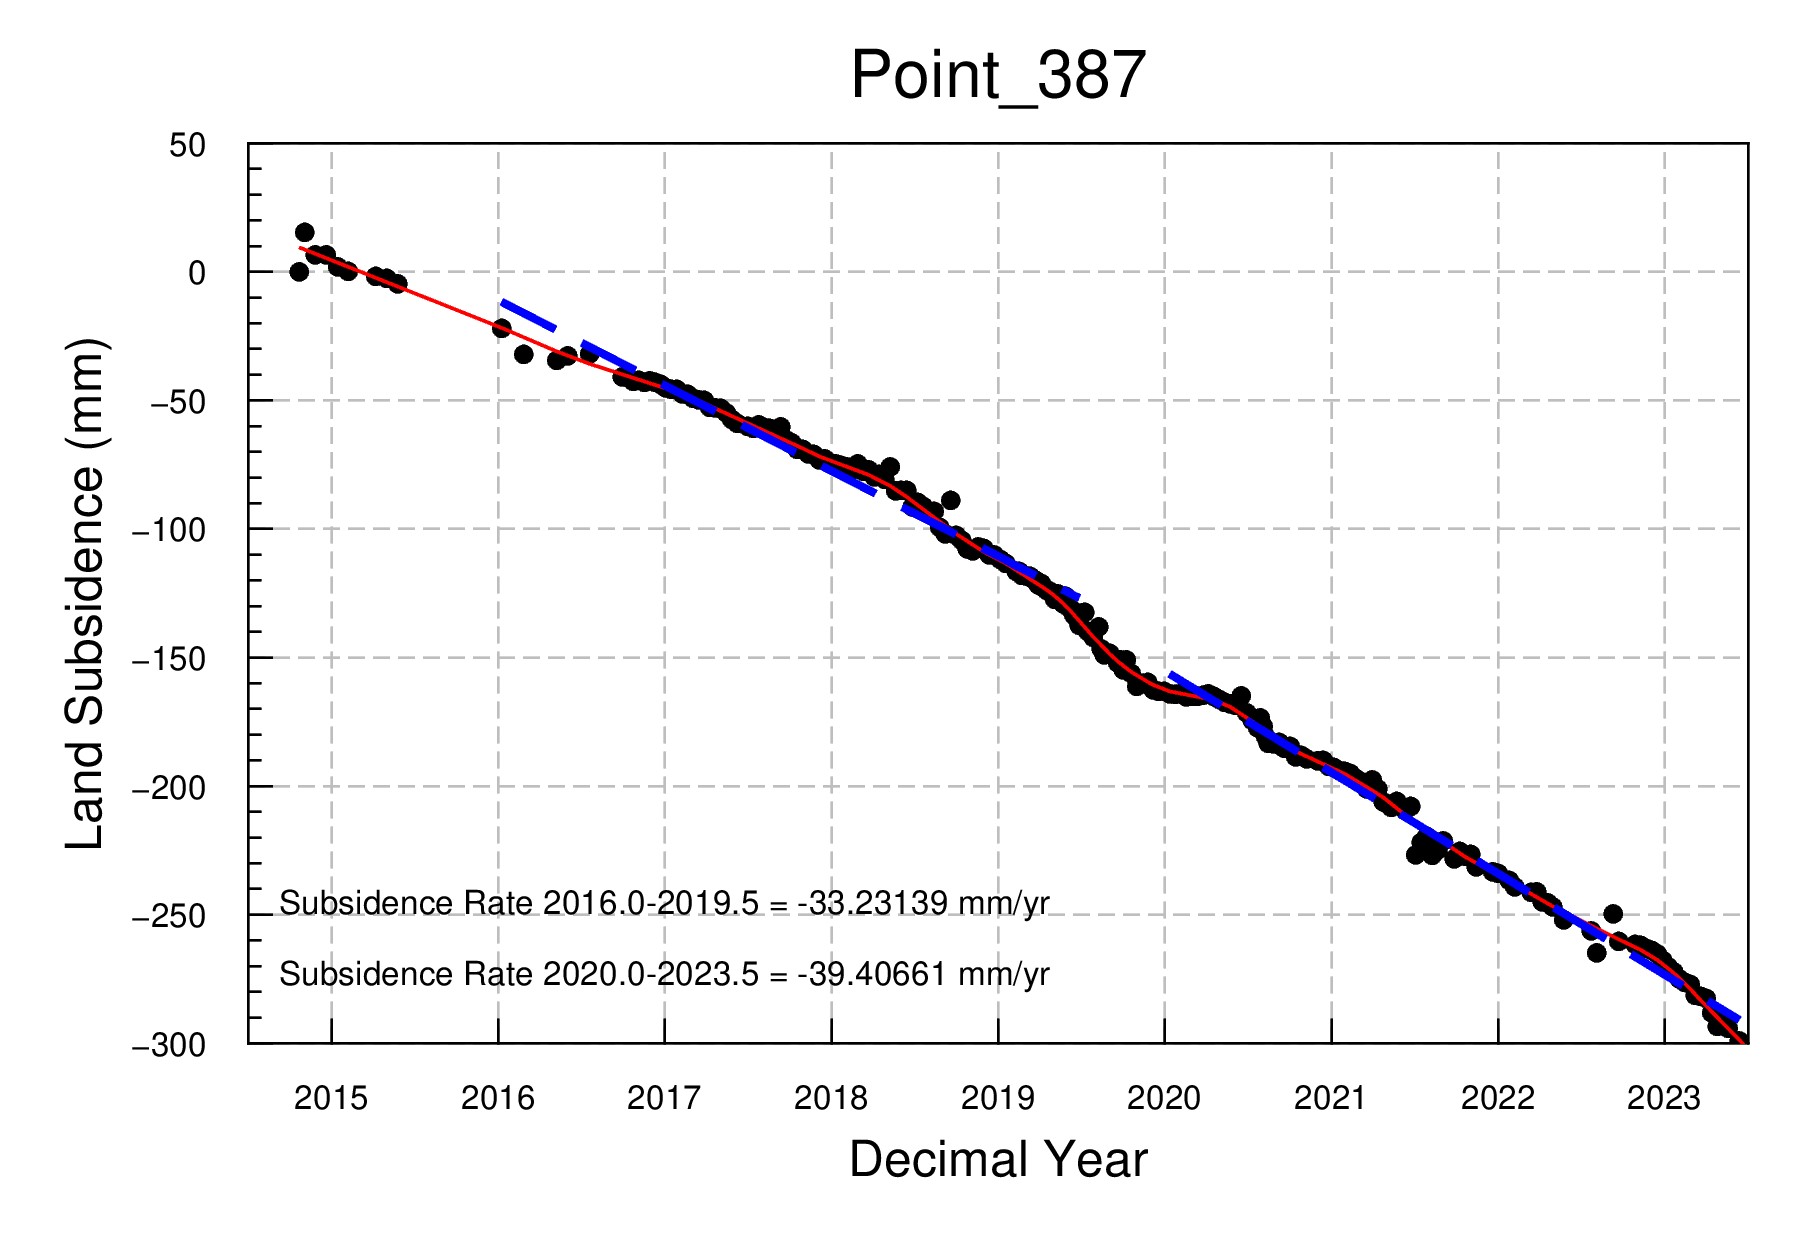 Point_387
50
0
−50
−100
−150
−200
−250
−300
Land Subsidence (mm)
Subsidence Rate 2016.0-2019.5 = -33.23139 mm/yr
Subsidence Rate 2020.0-2023.5 = -39.40661 mm/yr
2015 2016 2017 2018 2019 2020 2021 2022 2023
Decimal Year